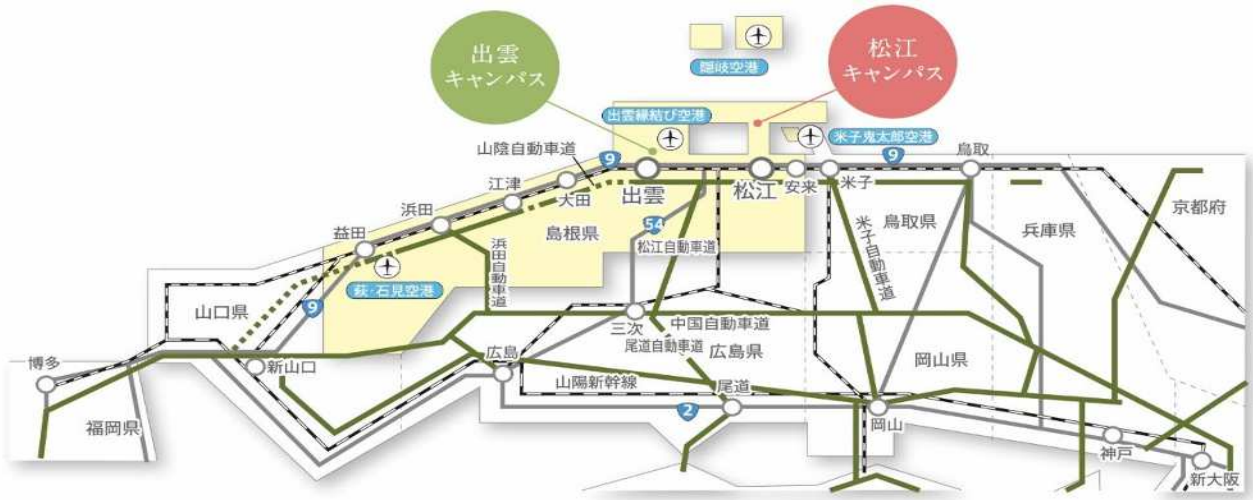 出雲
キャンパス
松江
キャンパス
隠岐空港
出雲縁結び空港
米子鬼太郎空港
山陰自動車道
9
9
鳥取
江津
大田
出雲
松江
安来
米子
浜田
益田
島根県
54
松江自動車道
鳥取県
米子自動車道
兵庫県
京都府
浜田自動車道
萩・石見空港
山口県
9
三次
中国自動車道
尾道自動車道
広島県
岡山県
博多
新山口
広島
山陽新幹線
尾道
2
岡山
福岡県
神戸
新大阪